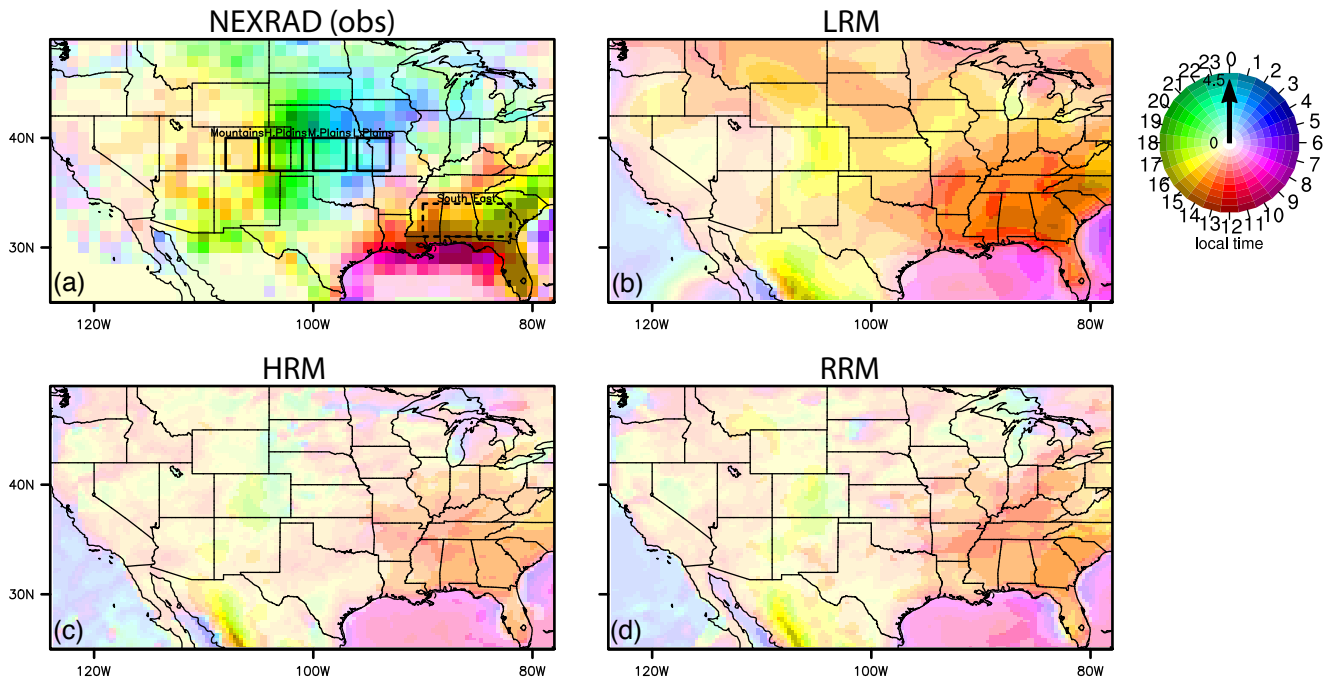 NEXRAD (obs)
LRM
40N
30N
Mountains H.Plains M.Plains L.Plains
South East
(a)
(b)
120W 100W 80W
120W 100W 80W
22 23 0 1 2 3 4 5 6 7 8 9 10 11 12 13 14 15 16 17 18 19 20 21
4.5
0
local time
HRM
RRM
40N
30N
(c)
(d)
120W 100W 80W
120W 100W 80W